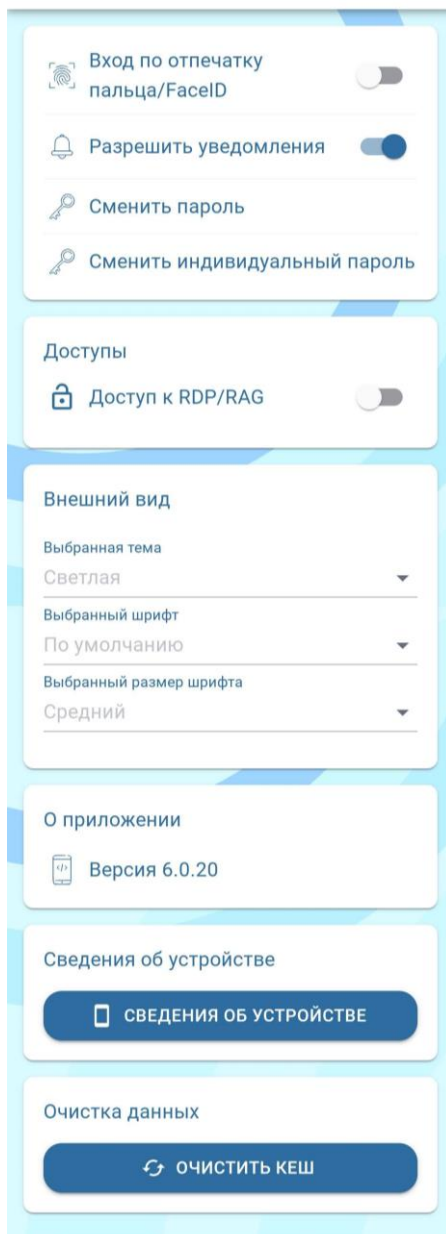 Вход по отпечатку
пальца/FaceID
Разрешить уведомления
Сменить пароль
Сменить индивидуальный пароль
Доступы
Доступ к RDP/RAG
Внешний вид
Выбранная тема
Светлая
Выбранный шрифт
По умолчанию
Выбранный размер шрифта
Средний
О приложении
Версия 6.0.20
Сведения об устройстве
СВЕДЕНИЯ ОБ УСТРОЙСТВЕ
Очистка данных
ОЧИСТИТЬ КЕШ